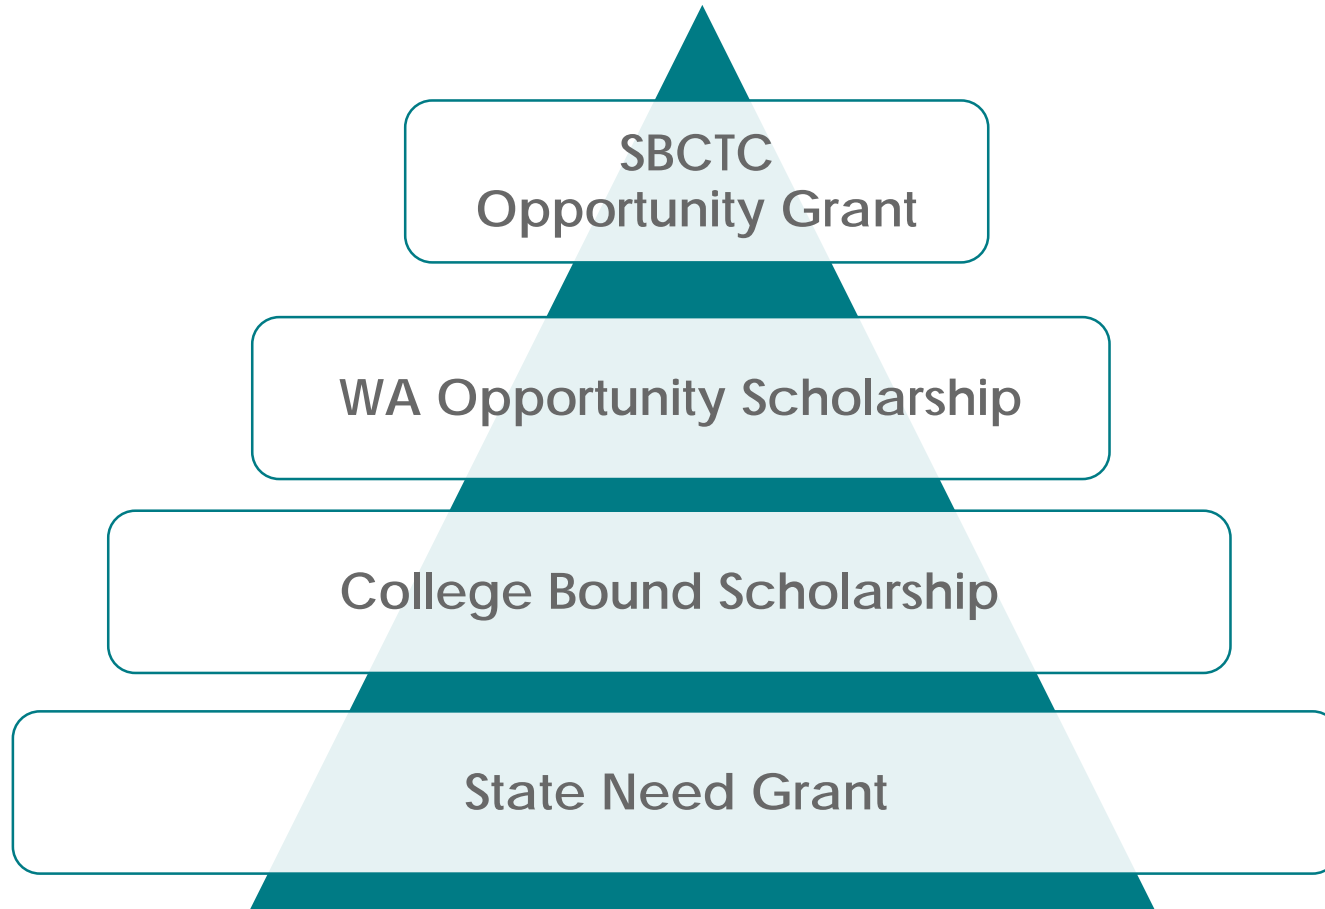 SBCTC
Opportunity Grant
WA Opportunity Scholarship
College Bound Scholarship
State Need Grant